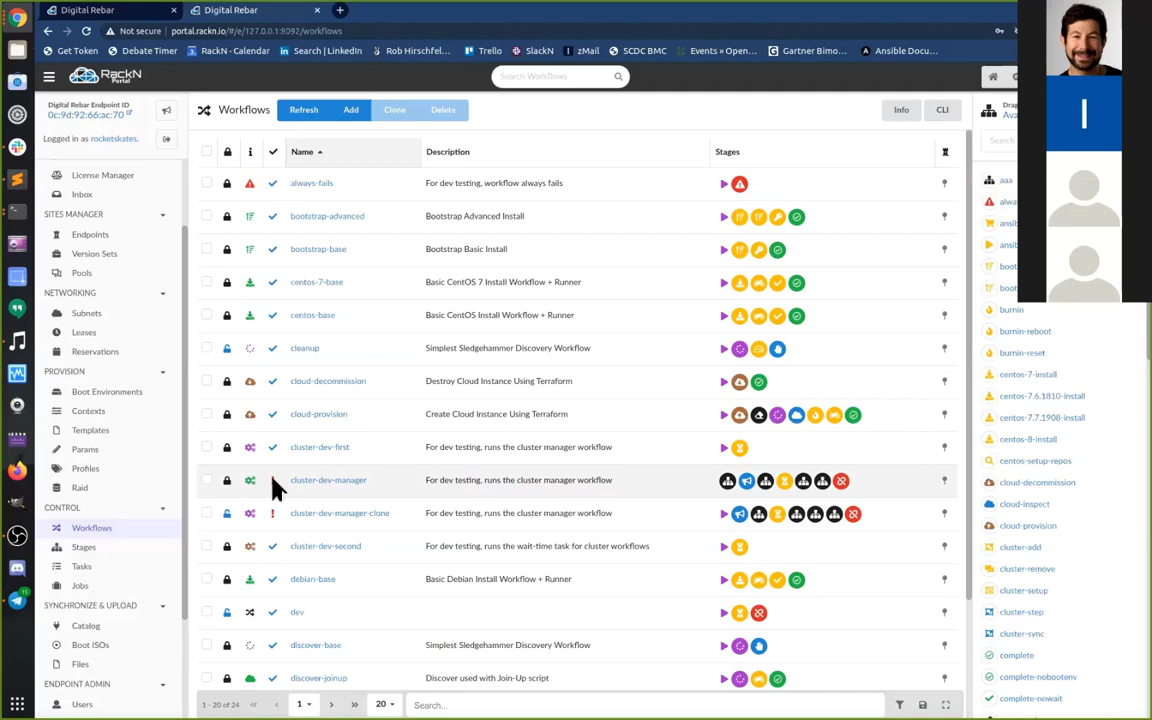 Digital Rebar
Digital Rebar
Not secure
portal.rackn.io/#/e/127.0.0.1:8092/workflows
Get Token
Debate Timer
RackN - Calendar
Search | LinkedIn
Rob Hirschfel...
Trello
SlackN
zMail
SCDC BMC
Events » Open...
Gartner Bimo...
Ansible Docu...
RackN
Portal
Search Workflows
Digital Rebar Endpoint ID
0c:9d:92:66:ac:70
Logged in as rocketskates.
License Manager
Inbox
SITES MANAGER
Endpoints
Version Sets
Pools
NETWORKING
Subnets
Leases
Reservations
PROVISION
Boot Environments
Contexts
Templates
Params
Profiles
Raid
CONTROL
Workflows
Stages
Tasks
Jobs
SYNCHRONIZE & UPLOAD
Catalog
Boot ISOs
Files
ENDPOINT ADMIN
Users
15
Workflows
Refresh
Add
Clone
Delete
Info
CLI
Name
Description
Stages
always-fails
For dev testing, workflow always fails
bootstrap-advanced
Bootstrap Advanced Install
bootstrap-base
Bootstrap Basic Install
centos-7-base
Basic CentOS 7 Install Workflow + Runner
centos-base
Basic CentOS Install Workflow + Runner
cleanup
Simplest Sledgehammer Discovery Workflow
cloud-decommission
Destroy Cloud Instance Using Terraform
cloud-provision
Create Cloud Instance Using Terraform
cluster-dev-first
For dev testing, runs the cluster manager workflow
cluster-dev-manager
For dev testing, runs the cluster manager workflow
cluster-dev-manager-clone
For dev testing, runs the cluster manager workflow
cluster-dev-second
For dev testing, runs the wait-time task for cluster workflows
debian-base
Basic Debian Install Workflow + Runner
dev
discover-base
Simplest Sledgehammer Discovery Workflow
discover-joinup
Discover used with Join-Up script
1 - 20 of 24
1
20
Search...
Drag
Ava
Search
aaa
alway
ansib
ansib
boot
boot
burnin
burnin-reboot
burnin-reset
centos-7-install
centos-7.6.1810-install
centos-7.7.1908-install
centos-8-install
centos-setup-repos
cloud-decommission
cloud-inspect
cloud-provision
cluster-add
cluster-remove
cluster-setup
cluster-step
cluster-sync
complete
complete-nobootenv
complete-nowait
I